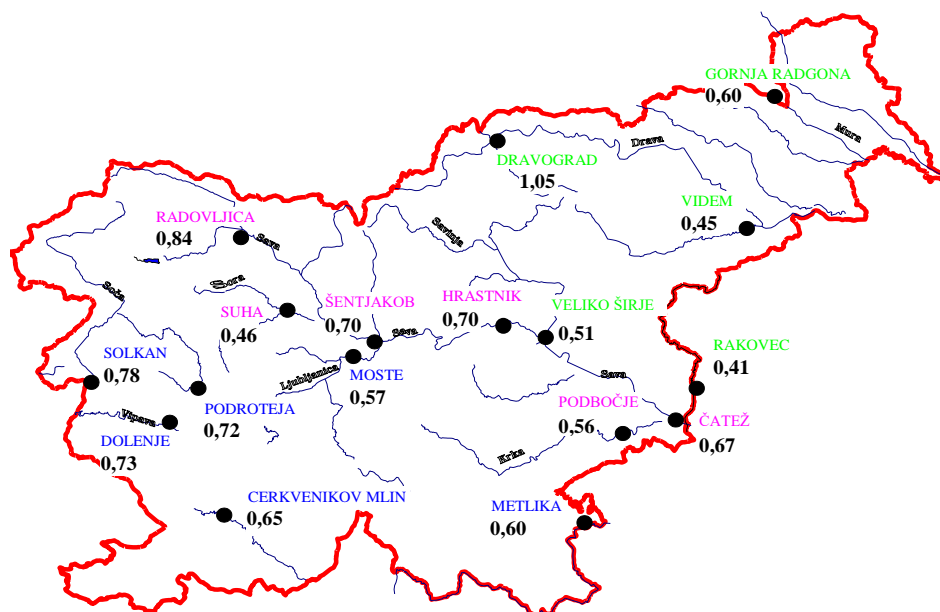 GORNJA RADGONA
0,60
Mura
Drava
DRAVOGRAD
1,05
VIDEM
0,45
RADOVLJICA
0,84
Sava
Savinja
Soča
Sora
SUHA
0,46
ŠENTJAKOB
0,70
Sava
HRASTNIK
0,70
VELIKO ŠIRJE
0,51
SOLKAN
0,78
Ljubljanica
MOSTE
0,57
RAKOVEC
0,41
Sava
PODROTEJA
0,72
Vipava
DOLENJE
0,73
PODBOČJE
0,56
ČATEŽ
0,67
Krka
CERKVENIKOV MLIN
0,65
METLIKA
0,60